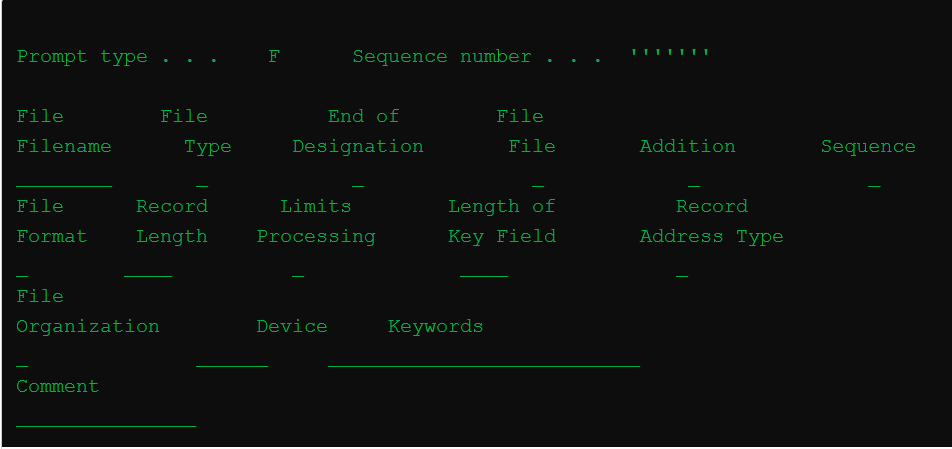 Prompt type . . .    F      Sequence number . . .  '''''''
File        File          End of        File
Filename      Type     Designation       File       Addition       Sequence
________       _            _              _            _              _
File      Record      Limits        Length of          Record
Format    Length    Processing      Key Field       Address Type
_        ____          _             ____              _
File
Organization        Device     Keywords
_              ______     __________________________
Comment
_______________